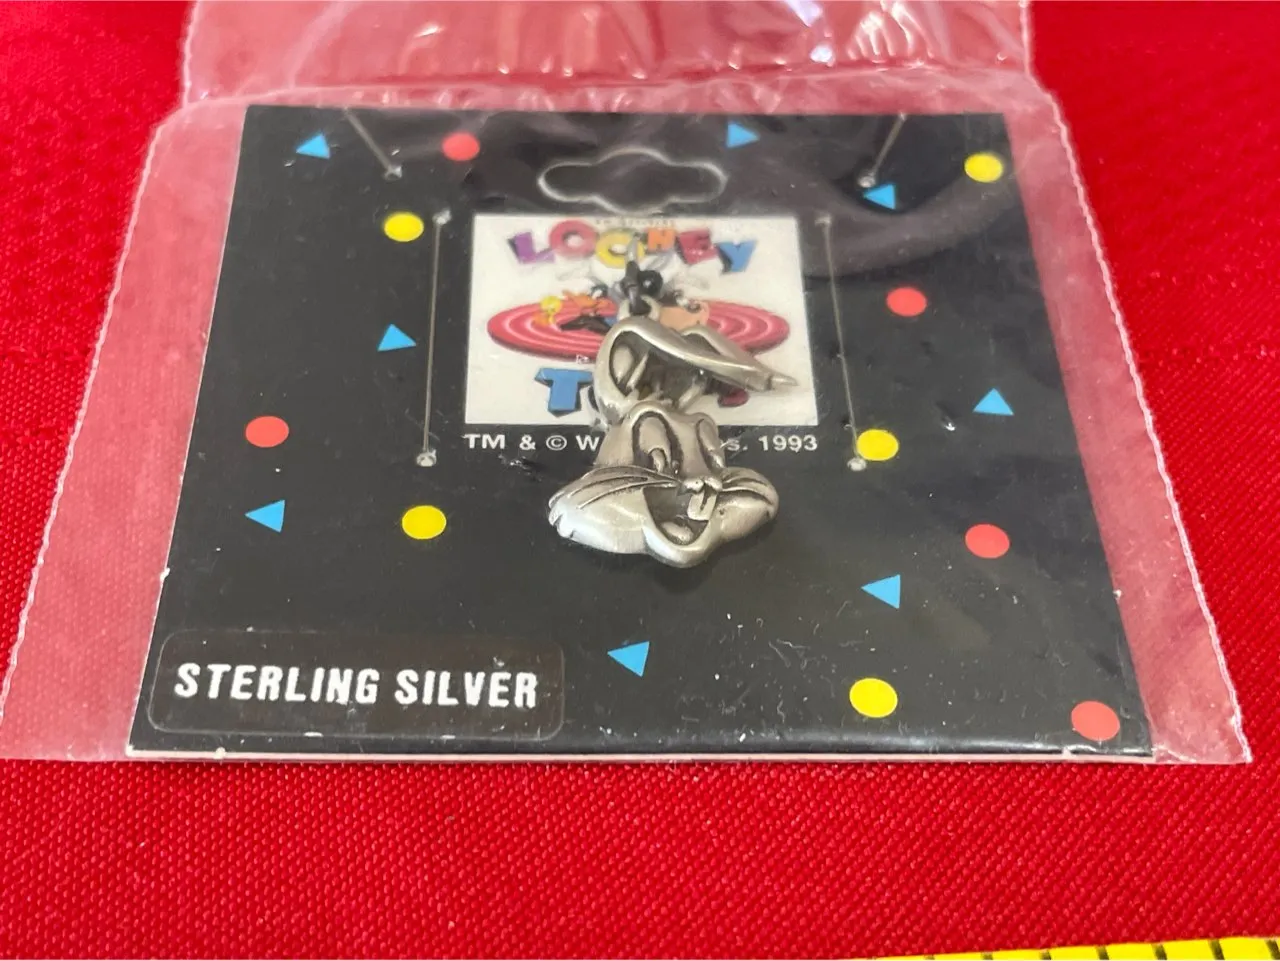 LOONEY
TM & © W s. 1993
STERLING SILVER